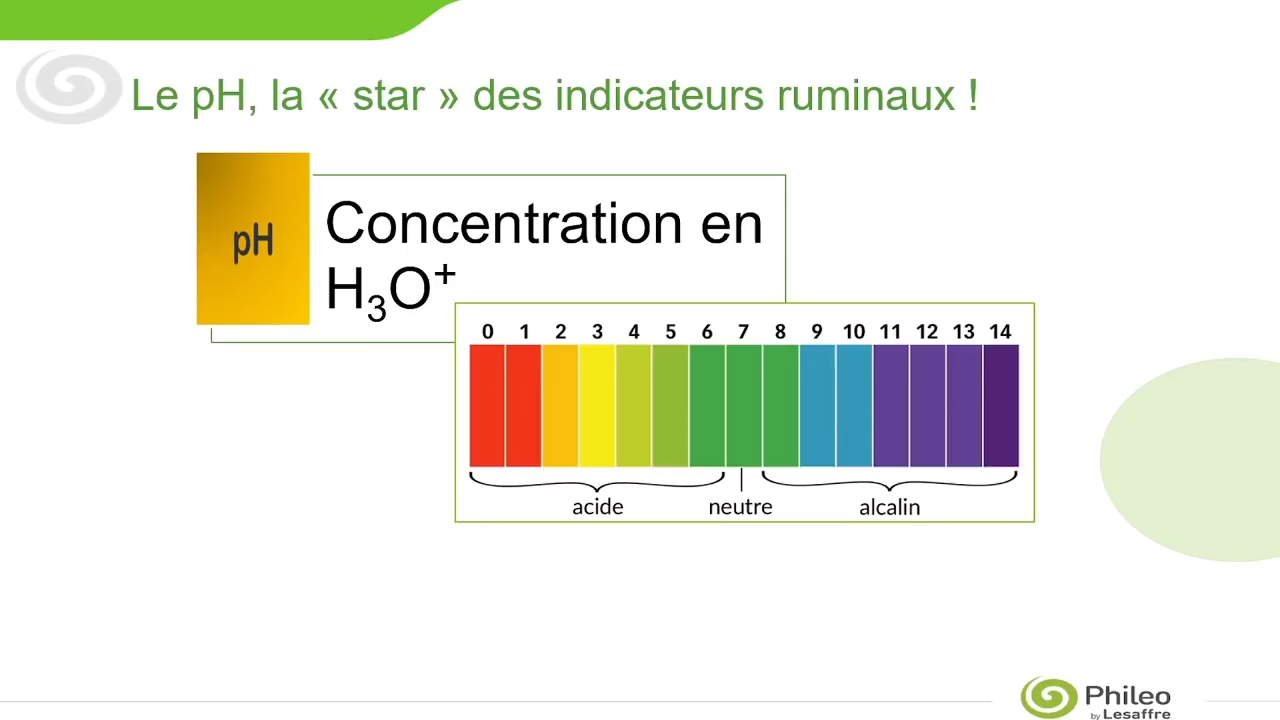 Le pH, la « star » des indicateurs ruminaux !
pH
Concentration en
H₃O⁺
0 1 2 3 4 5 6 7 8 9 10 11 12 13 14
acide neutre alcalin
Phileo
by Lesaffre